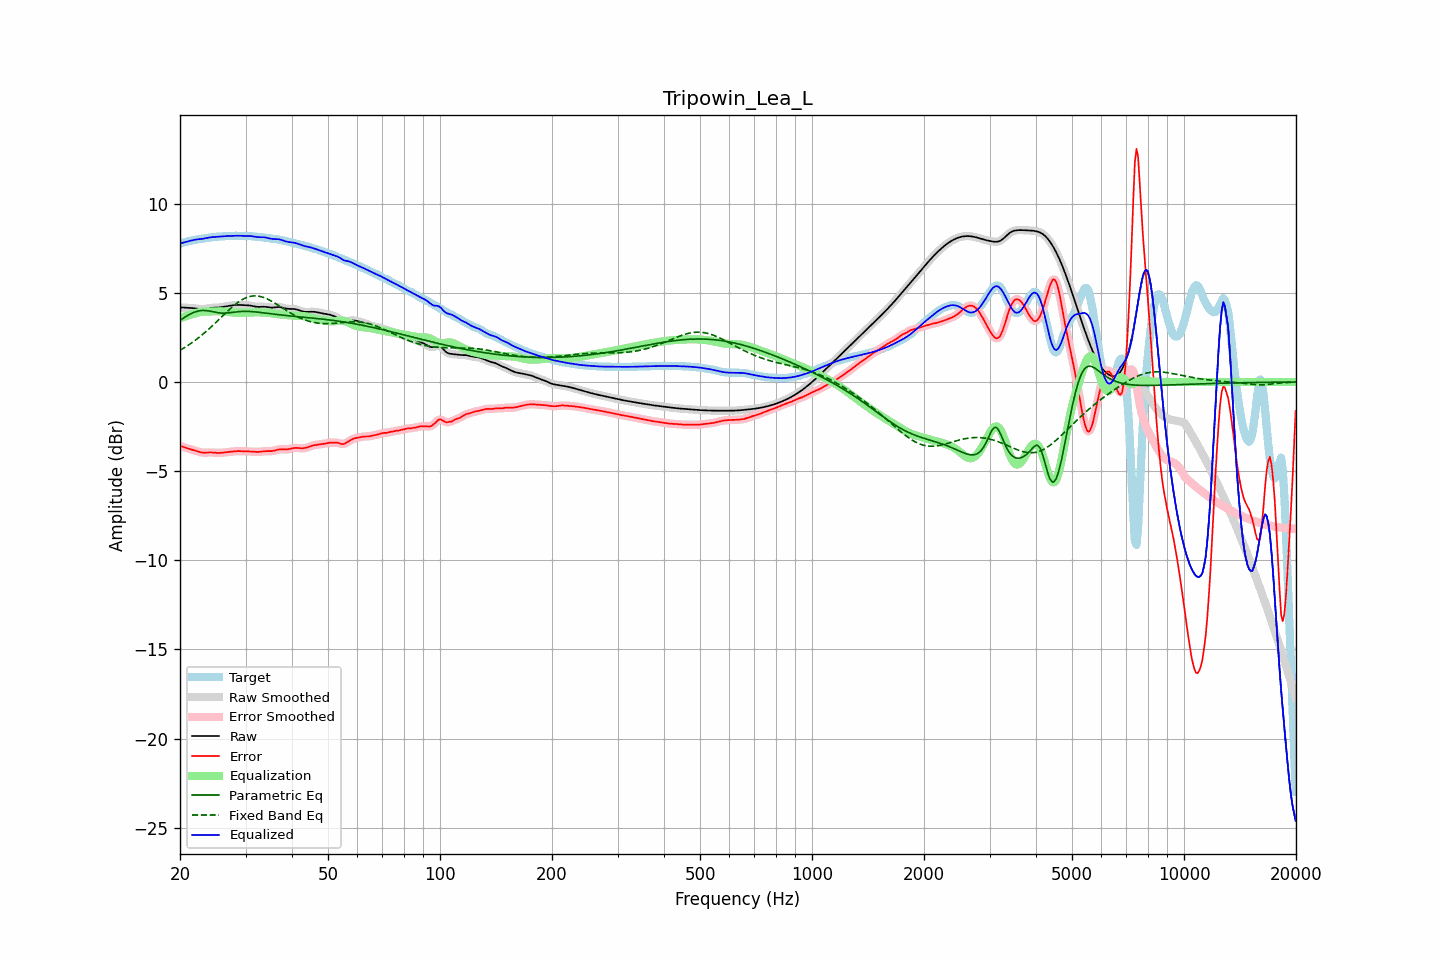 Tripowin_Lea_L
Amplitude (dBr)
10
5
0
−5
−10
−15
−20
−25
Target
Raw Smoothed
Error Smoothed
Raw
Error
Equalization
Parametric Eq
Fixed Band Eq
Equalized
20 50 100 200 500 1000 2000 5000 10000 20000
Frequency (Hz)